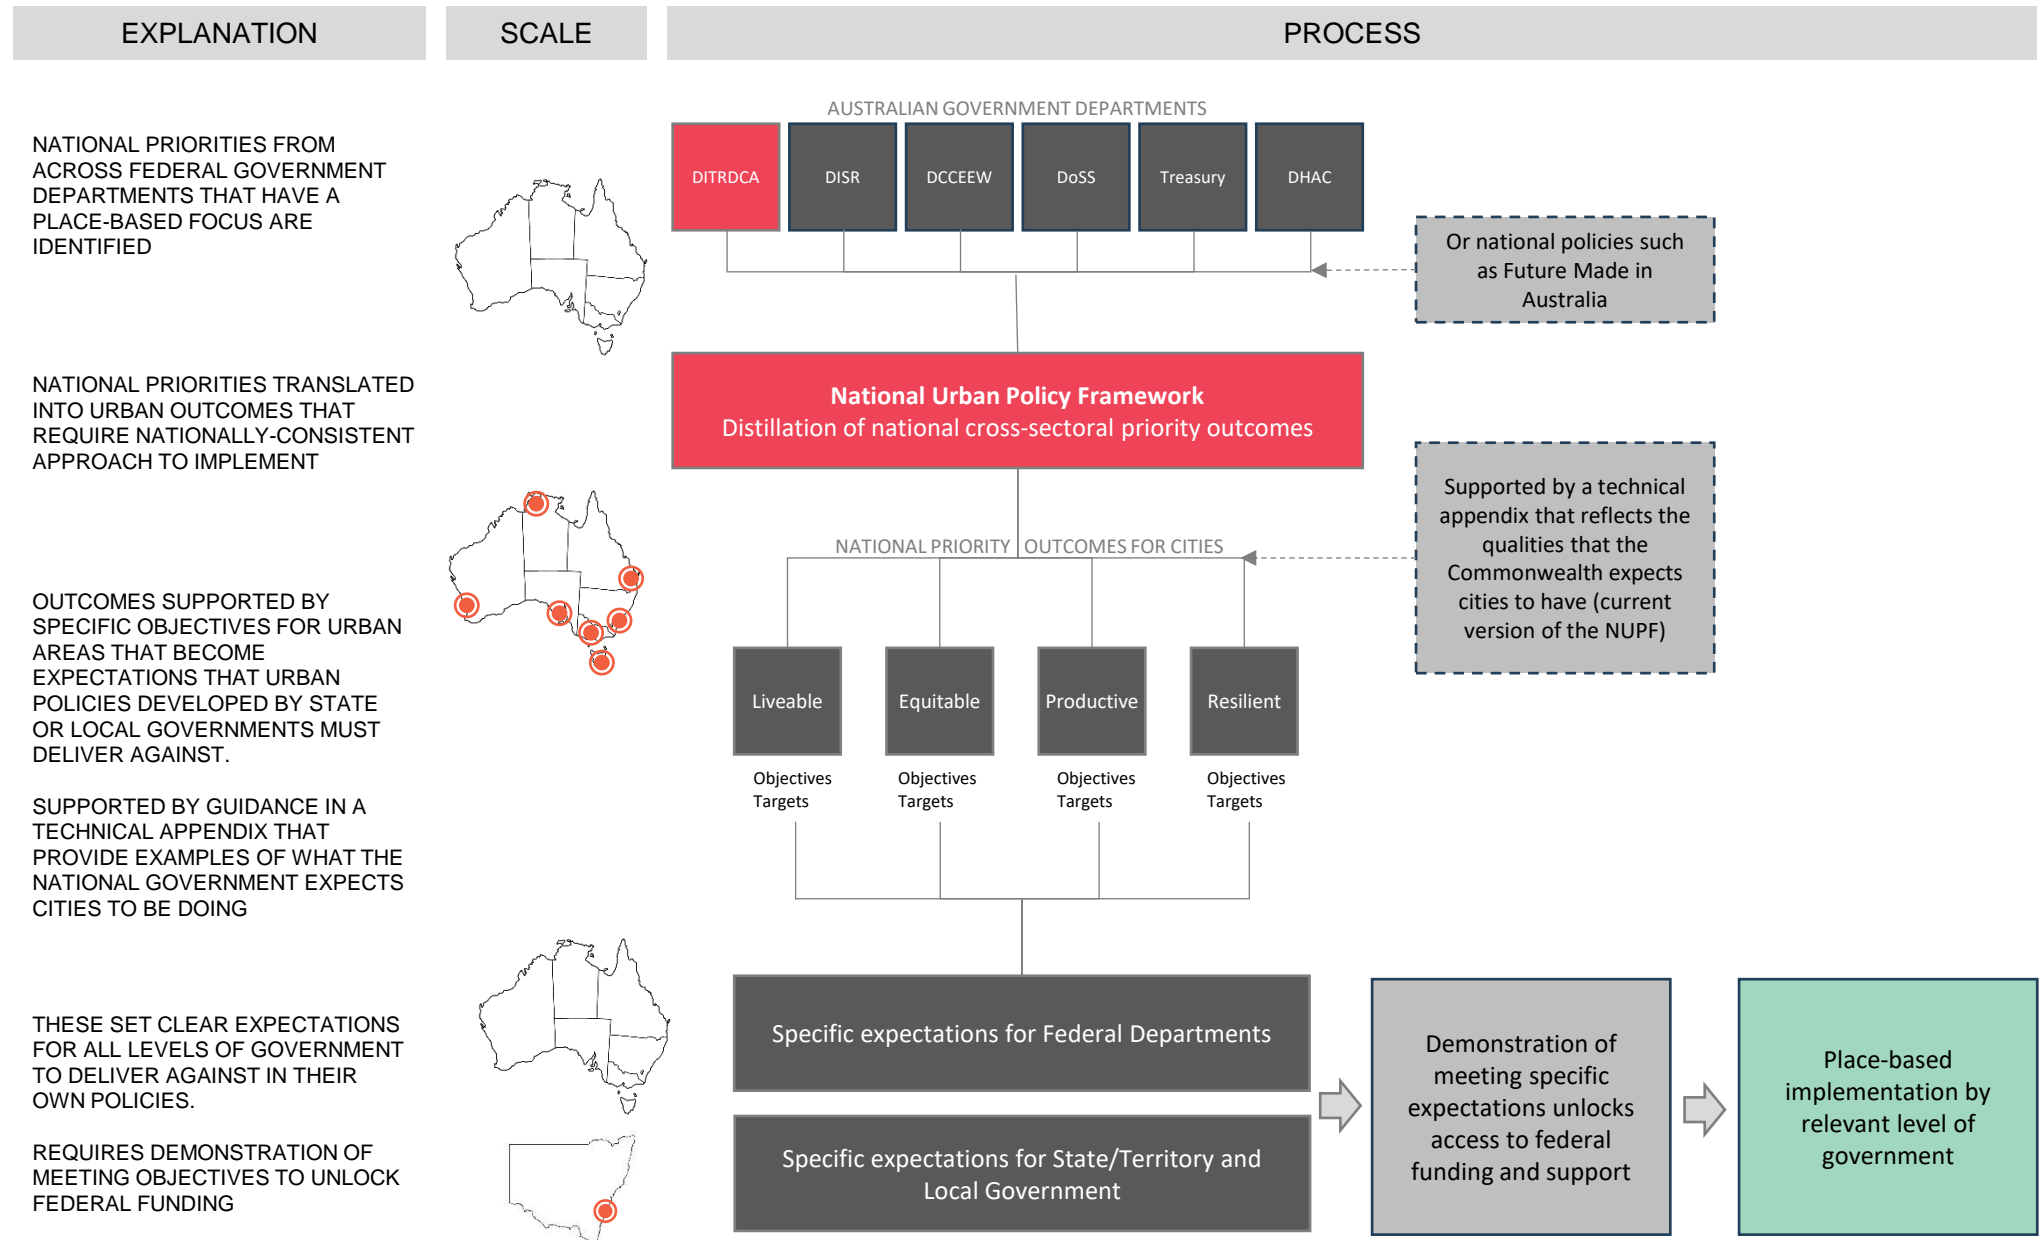 EXPLANATION
SCALE
PROCESS
NATIONAL PRIORITIES FROM
ACROSS FEDERAL GOVERNMENT
DEPARTMENTS THAT HAVE A
PLACE-BASED FOCUS ARE
IDENTIFIED
AUSTRALIAN GOVERNMENT DEPARTMENTS
DITRDCA
DISR
DCCEEW
DoSS
Treasury
DHAC
Or national policies such
as Future Made in
Australia
NATIONAL PRIORITIES TRANSLATED
INTO URBAN OUTCOMES THAT
REQUIRE NATIONALLY-CONSISTENT
APPROACH TO IMPLEMENT
National Urban Policy Framework
Distillation of national cross-sectoral priority outcomes
Supported by a technical
appendix that reflects the
qualities that the
Commonwealth expects
cities to have (current
version of the NUPF)
NATIONAL PRIORITY OUTCOMES FOR CITIES
OUTCOMES SUPPORTED BY
SPECIFIC OBJECTIVES FOR URBAN
AREAS THAT BECOME
EXPECTATIONS THAT URBAN
POLICIES DEVELOPED BY STATE
OR LOCAL GOVERNMENTS MUST
DELIVER AGAINST.
Liveable
Equitable
Productive
Resilient
Objectives
Targets
Objectives
Targets
Objectives
Targets
Objectives
Targets
SUPPORTED BY GUIDANCE IN A
TECHNICAL APPENDIX THAT
PROVIDE EXAMPLES OF WHAT THE
NATIONAL GOVERNMENT EXPECTS
CITIES TO BE DOING
THESE SET CLEAR EXPECTATIONS
FOR ALL LEVELS OF GOVERNMENT
TO DELIVER AGAINST IN THEIR
OWN POLICIES.
REQUIRES DEMONSTRATION OF
MEETING OBJECTIVES TO UNLOCK
FEDERAL FUNDING
Specific expectations for Federal Departments
Specific expectations for State/Territory and
Local Government
Demonstration of
meeting specific
expectations unlocks
access to federal
funding and support
Place-based
implementation by
relevant level of
government